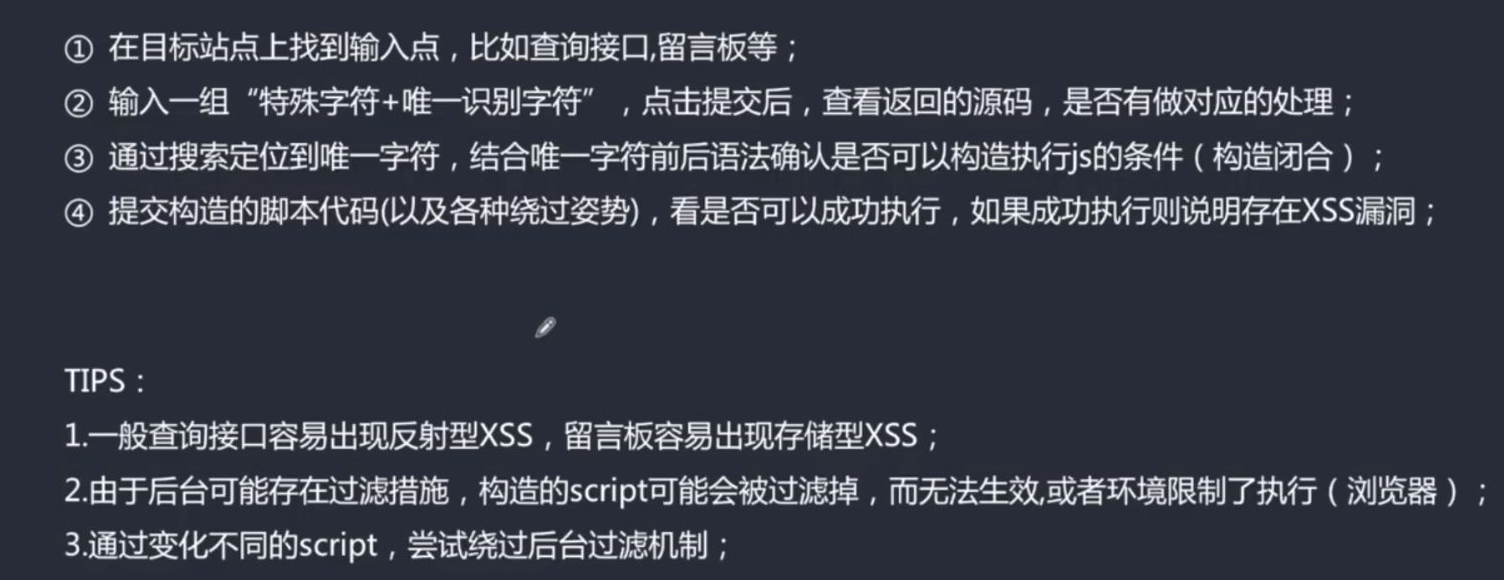 ① 在目标站点上找到输入点，比如查询接口,留言板等；
② 输入一组“特殊字符+唯一识别字符”，点击提交后，查看返回的源码，是否有做对应的处理；
③ 通过搜索定位到唯一字符，结合唯一字符前后语法确认是否可以构造执行js的条件（构造闭合）；
④ 提交构造的脚本代码(以及各种绕过姿势)，看是否可以成功执行，如果成功执行则说明存在XSS漏洞；
TIPS：
1.一般查询接口容易出现反射型XSS，留言板容易出现存储型XSS；
2.由于后台可能存在过滤措施，构造的script可能会被过滤掉，而无法生效,或者环境限制了执行（浏览器）；
3.通过变化不同的script，尝试绕过后台过滤机制；